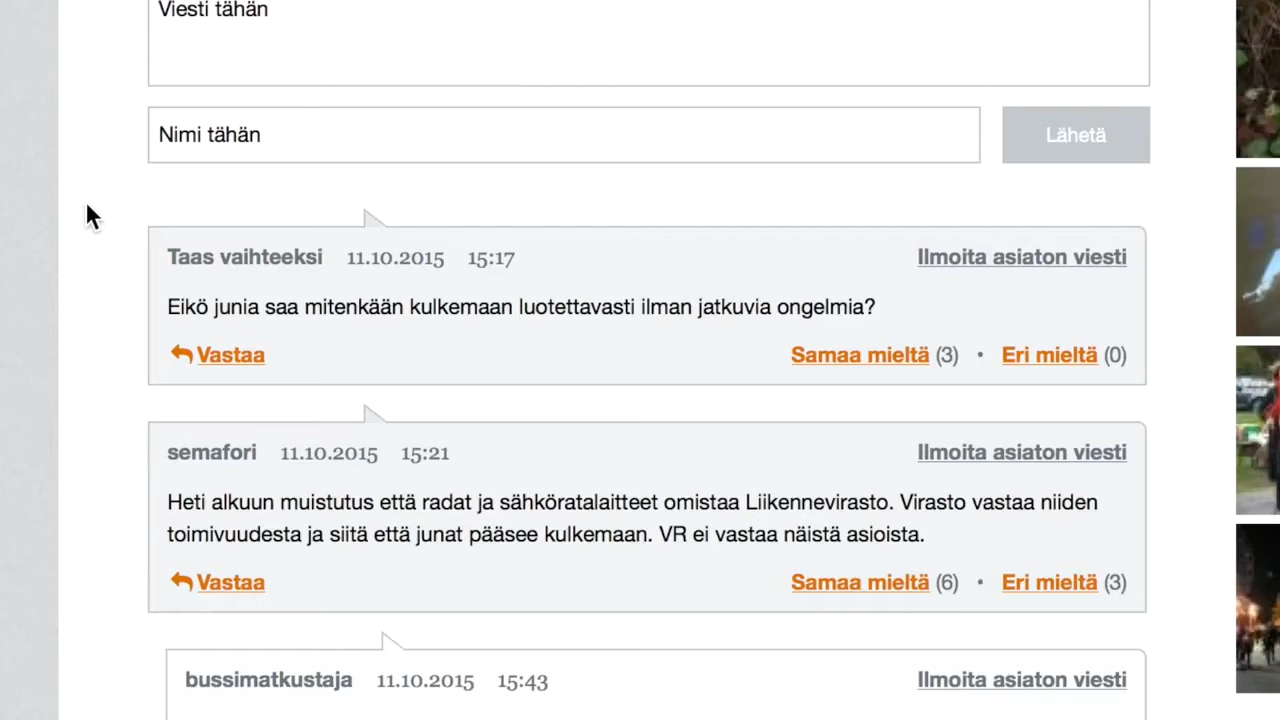 Viesti tähän
Nimi tähän Lähetä
Taas vaihteeksi 11.10.2015 15:17 Ilmoita asiaton viesti
Eikö junia saa mitenkään kulkemaan luotettavasti ilman jatkuvia ongelmia?
Vastaa Samaa mieltä (3) • Eri mieltä (0)
semafori 11.10.2015 15:21 Ilmoita asiaton viesti
Heti alkuun muistutus että radat ja sähköratalaitteet omistaa Liikennevirasto. Virasto vastaa niiden
toimivuudesta ja siitä että junat pääsee kulkemaan. VR ei vastaa näistä asioista.
Vastaa Samaa mieltä (6) • Eri mieltä (3)
bussimatkustaja 11.10.2015 15:43 Ilmoita asiaton viesti